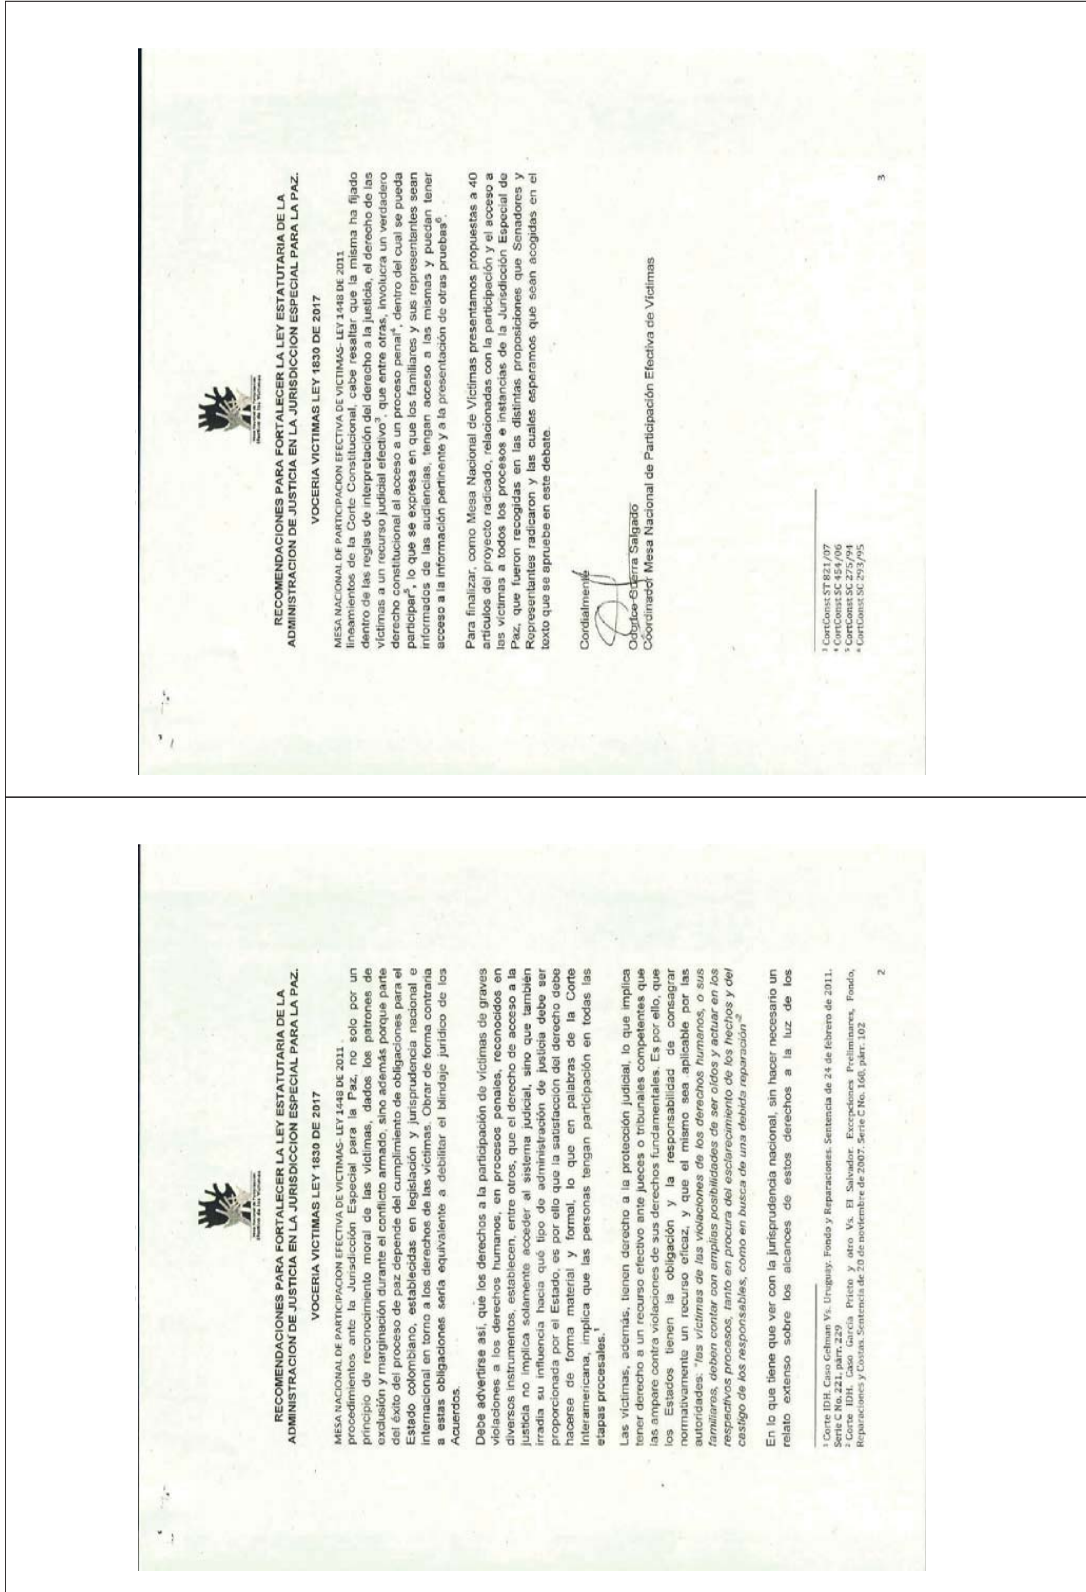 RECOMENDACIONES PARA FORTALECER LA LEY ESTATUTARIA DE LA
ADMINISTRACION DE JUSTICIA EN LA JURISDICCION ESPECIAL PARA LA PAZ.
VOCERIA VICTIMAS LEY 1830 DE 2017
MESA NACIONAL DE PARTICIPACION EFECTIVA DE VICTIMAS- LEY 1448 DE 2011
procedimientos ante la Jurisdicción Especial para la Paz, no solo por un
principio de reconocimiento moral de las víctimas, dados los patrones de
exclusión y marginación durante el conflicto armado, sino además porque parte
del éxito del proceso de paz depende del cumplimiento de obligaciones para el
Estado colombiano, establecidas en legislación y jurisprudencia nacional e
internacional en torno a los derechos de las víctimas. Obrar de forma contraria
a estas obligaciones sería equivalente a debilitar el blindaje jurídico de los
Acuerdos.
Debe advertirse así, que los derechos a la participación de víctimas de graves
violaciones a los derechos humanos, en procesos penales, reconocidos en
diversos instrumentos, establecen, entre otros, que el derecho de acceso a la
justicia no implica solamente acceder al sistema judicial, sino que también
irradia su influencia hacia qué tipo de administración de justicia debe ser
proporcionada por el Estado, es por ello que la satisfacción del derecho debe
hacerse de forma material y formal, lo que en palabras de la Corte
Interamericana, implica que las personas tengan participación en todas las
etapas procesales.¹
Las víctimas, además, tienen derecho a la protección judicial, lo que implica
tener derecho a un recurso efectivo ante jueces o tribunales competentes que
las ampare contra violaciones de sus derechos fundamentales. Es por ello, que
los Estados tienen la obligación y la responsabilidad de consagrar
normativamente un recurso eficaz, y que el mismo sea aplicable por las
autoridades: "las víctimas de las violaciones de los derechos humanos, o sus
familiares, deben contar con amplias posibilidades de ser oídos y actuar en los
respectivos procesos, tanto en procura del esclarecimiento de los hechos y del
castigo de los responsables, como en busca de una debida reparación"²
En lo que tiene que ver con la jurisprudencia nacional, sin hacer necesario un
relato extenso sobre los alcances de estos derechos a la luz de los
¹ Corte IDH. Caso Gelman Vs. Uruguay. Fondo y Reparaciones. Sentencia de 24 de febrero de 2011.
Serie C No. 221, párr. 229
² Corte IDH. Caso García Prieto y otro Vs. El Salvador. Excepciones Preliminares, Fondo,
Reparaciones y Costas. Sentencia de 20 de noviembre de 2007. Serie C No. 168, párr. 102
2
RECOMENDACIONES PARA FORTALECER LA LEY ESTATUTARIA DE LA
ADMINISTRACION DE JUSTICIA EN LA JURISDICCION ESPECIAL PARA LA PAZ.
VOCERIA VICTIMAS LEY 1830 DE 2017
MESA NACIONAL DE PARTICIPACION EFECTIVA DE VICTIMAS- LEY 1448 DE 2011
lineamientos de la Corte Constitucional, cabe resaltar que la misma ha fijado
dentro de las reglas de interpretación del derecho a la justicia, el derecho de las
víctimas a un recurso judicial efectivo³, que entre otras, involucra un verdadero
derecho constitucional al acceso a un proceso penal⁴, dentro del cual se pueda
participar⁵, lo que se expresa en que los familiares y sus representantes sean
informados de las audiencias, tengan acceso a las mismas y puedan tener
acceso a la información pertinente y a la presentación de otras pruebas⁶.
Para finalizar, como Mesa Nacional de Víctimas presentamos propuestas a 40
artículos del proyecto radicado, relacionadas con la participación y el acceso a
las víctimas a todos los procesos e instancias de la Jurisdicción Especial de
Paz, que fueron recogidas en las distintas proposiciones que Senadores y
Representantes radicaron y las cuales esperamos que sean acogidas en el
texto que se apruebe en este debate.
Cordialmente
Odorico Guerra Salgado
Cóordinador Mesa Nacional de Participación Efectiva de Víctimas
³ CortConst ST 821/07
⁴ CortConst SC 454/06
⁵ CortConst SC 275/94
⁶ CortConst SC 293/95
3